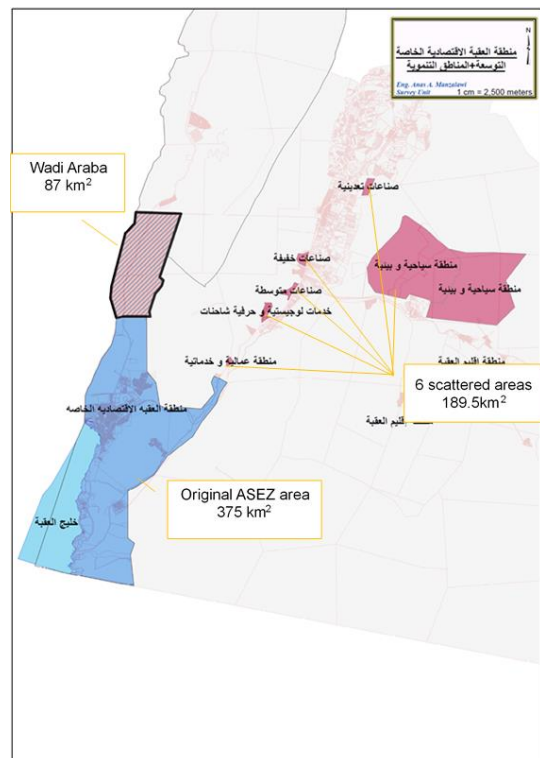 منطقة العقبة الاقتصادية الخاصة
التوسعة+المناطق التنموية
Eng. Anas A. Manzalawi
Survey Unit
1 cm = 2,500 meters
N
Wadi Araba
87 km²
صناعات تعدينية
صناعات خفيفة
منطقة سياحية و بيئية
صناعات متوسطة
منطقة سياحية و بيئية
خدمات لوجيستية و حرفية شاحنات
منطقة عمالية و خدماتية
منطقة اقليم العقبة
6 scattered areas
189.5km²
منطقة العقبه الاقتصاديه الخاصه
اقليم العقبة
Original ASEZ area
375 km²
خليج العقبة